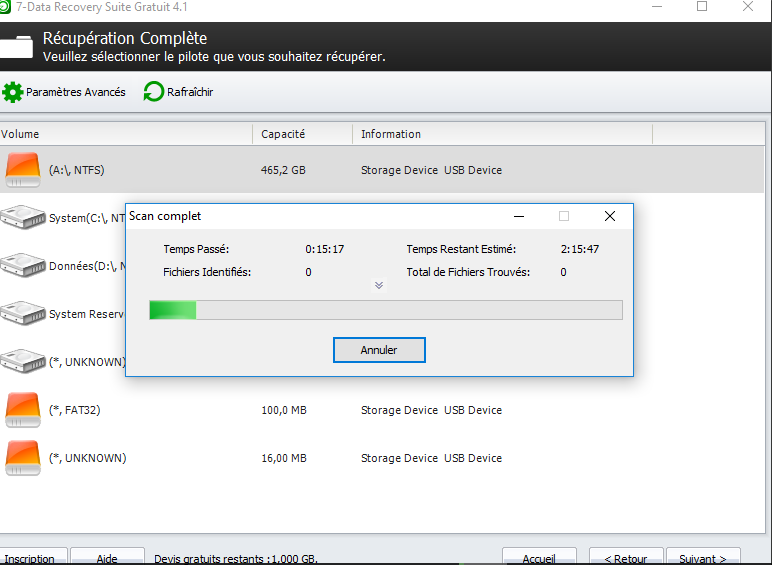 7-Data Recovery Suite Gratuit 4.1
Récupération Complète
Veuillez sélectionner le pilote que vous souhaitez récupérer.
Paramètres Avancés Rafraîchir
Volume Capacité Information
(A:\, NTFS) 465,2 GB Storage Device USB Device
System(C:\, NT
Données(D:\, N
System Reserv
(*, UNKNOWN)
Scan complet
Temps Passé: 0:15:17 Temps Restant Estimé: 2:15:47
Fichiers Identifiés: 0 Total de Fichiers Trouvés: 0
Annuler
(*, FAT32) 100,0 MB Storage Device USB Device
(*, UNKNOWN) 16,00 MB Storage Device USB Device
Inscription Aide Devis gratuits restants :1,000 GB. Accueil < Retour Suivant >